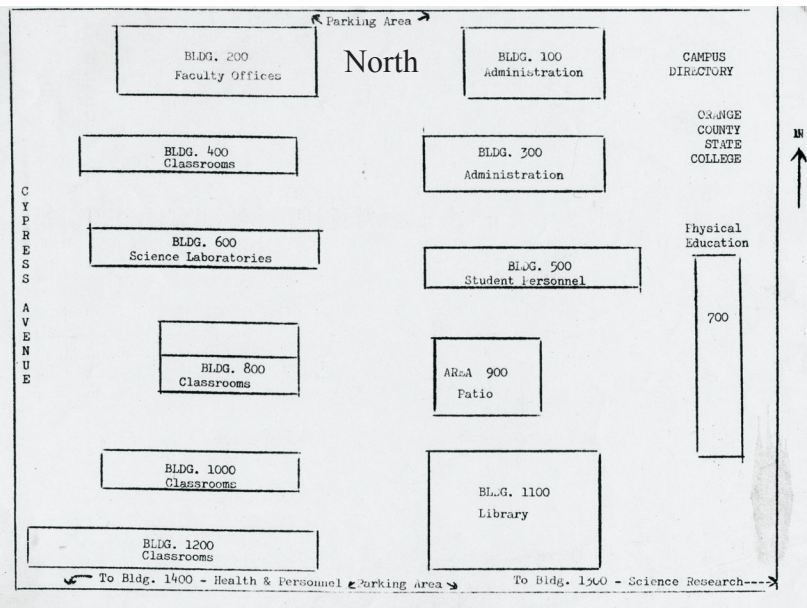 Parking Area
BLDG. 200
Faculty Offices
North
BLDG. 100
Administration
CAMPUS
DIRECTORY
ORANGE
COUNTY
STATE
COLLEGE
IN
BLDG. 400
Classrooms
BLDG. 300
Administration
CYPRESS AVENUE
BLDG. 600
Science Laboratories
BLDG. 500
Student Personnel
Physical
Education
700
BLDG. 800
Classrooms
AREA 900
Patio
BLDG. 1000
Classrooms
BLDG. 1100
Library
BLDG. 1200
Classrooms
To Bldg. 1400 - Health & Personnel
Parking Area
To Bldg. 1300 - Science Research